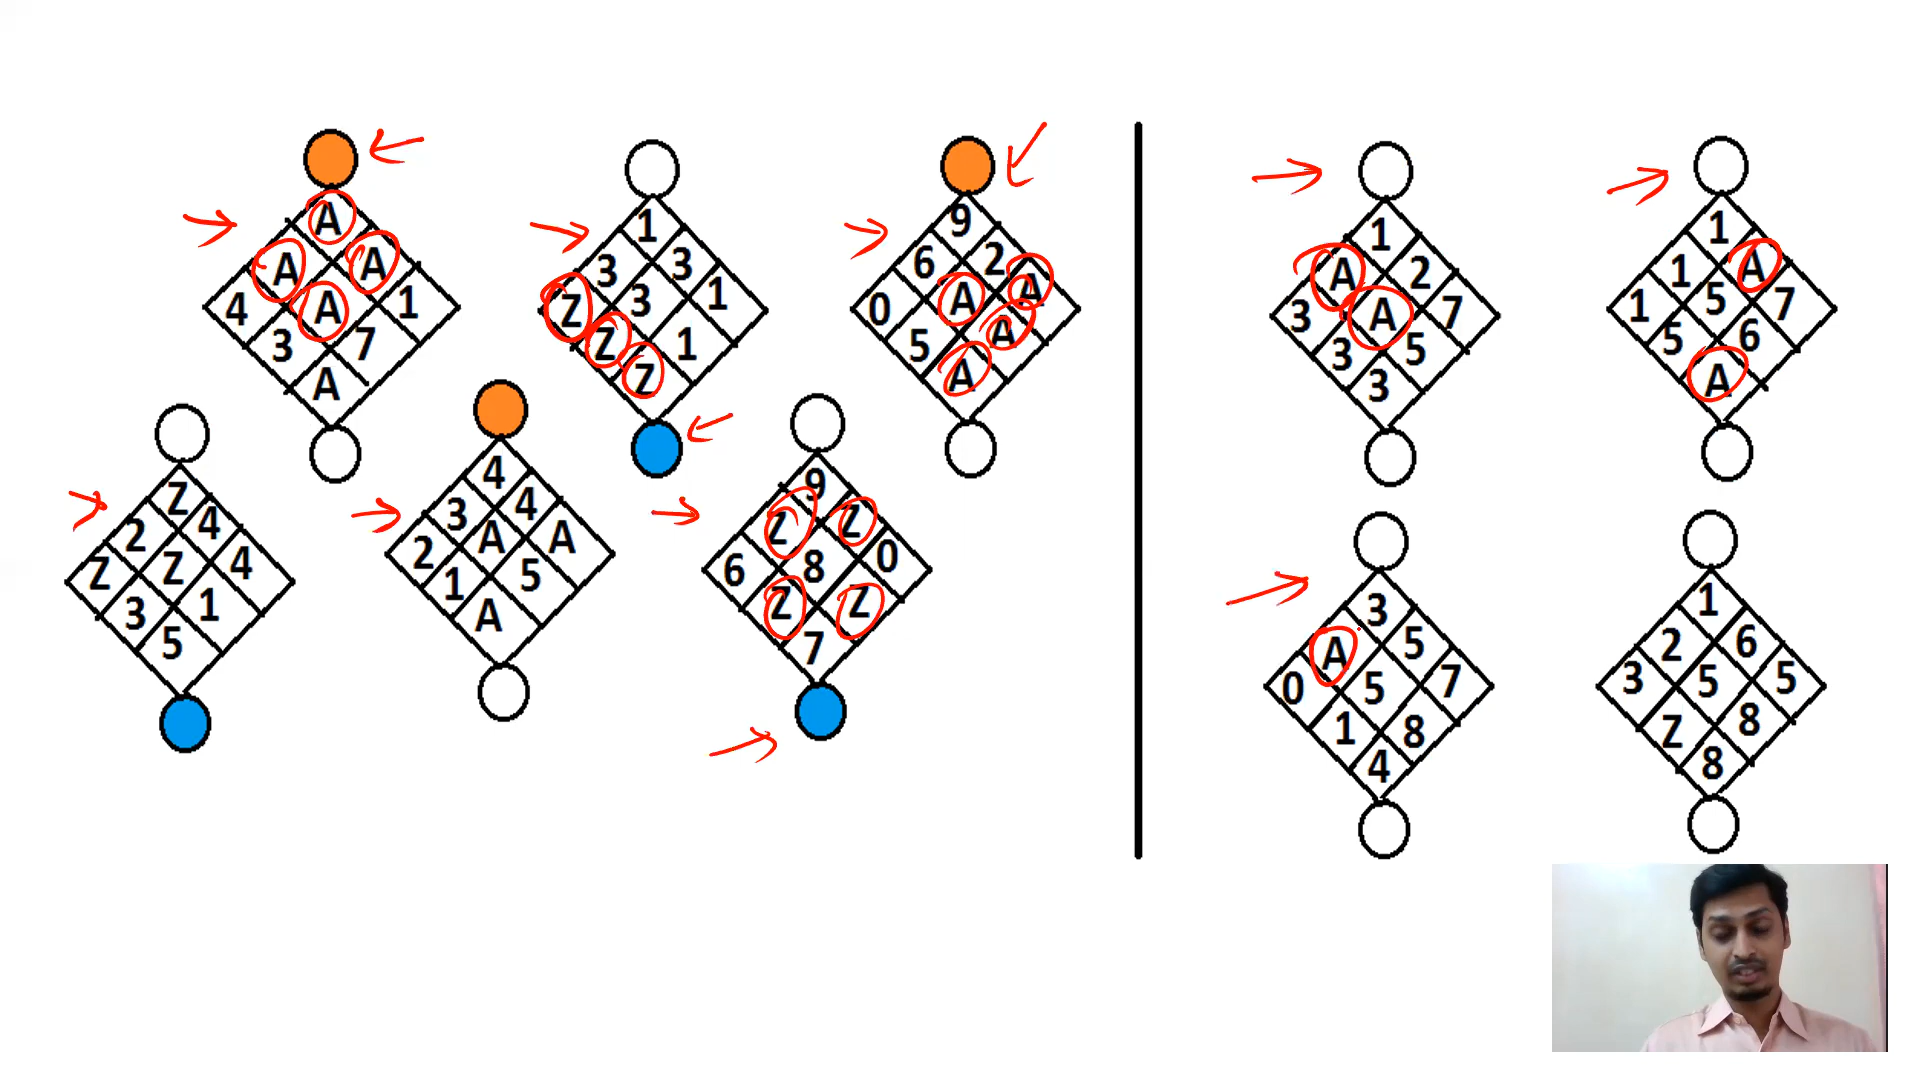 A
A A
4 A 1
3 7
A
1
3 3
Z 3 1
Z 1
Z
9
6 2
0 A A
5 A
A
Z
2 4
Z Z 4
3 1
5
4
3 4
2 A A
1 5
A
9
Z Z
6 8 0
Z Z
7
1
A 2
3 A 7
3 5
3
1
1 A
1 5 7
5 6
A
3
A 5
0 5 7
1 8
4
1
2 6
3 5 5
Z 8
8